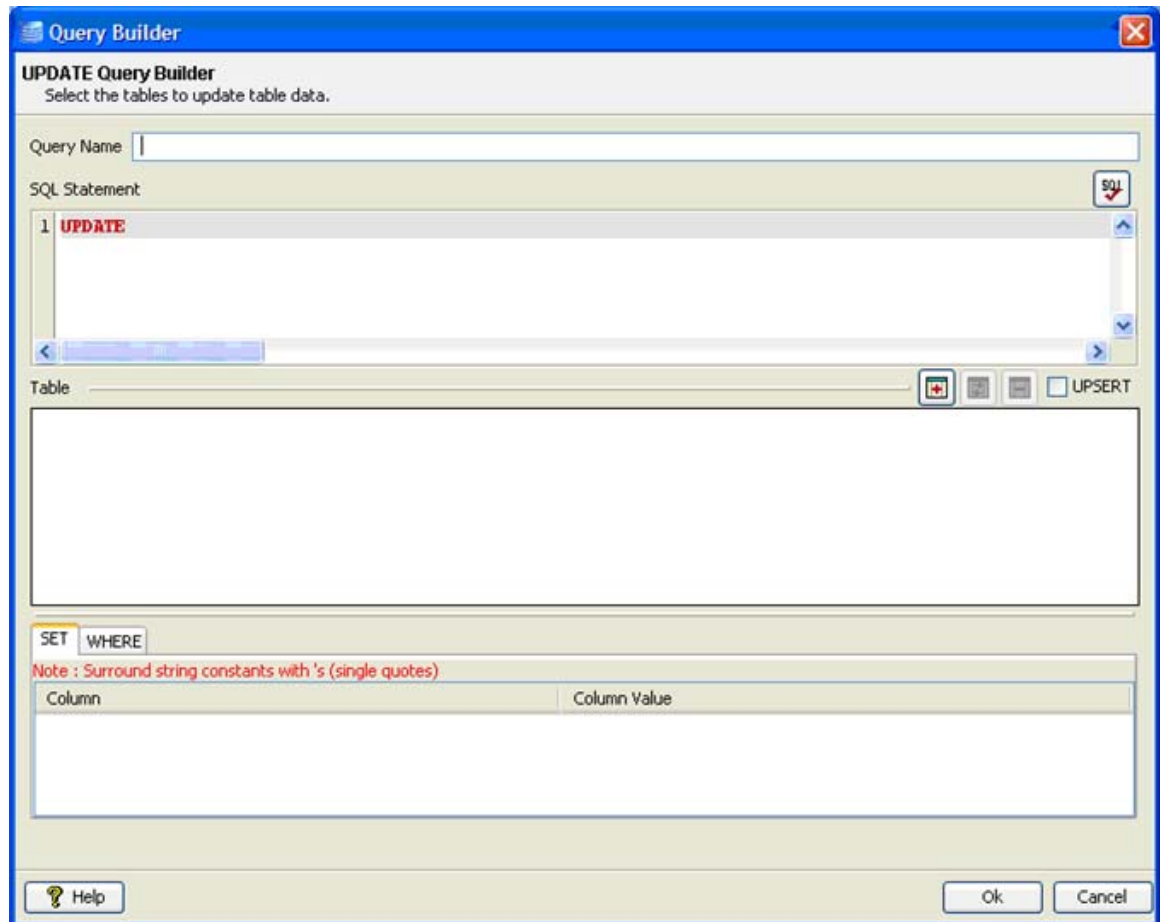 Query Builder
UPDATE Query Builder
Select the tables to update table data.
Query Name
SQL Statement
SQL
1 UPDATE
Table
UPSERT
SET WHERE
Note : Surround string constants with 's (single quotes)
Column Column Value
? Help Ok Cancel